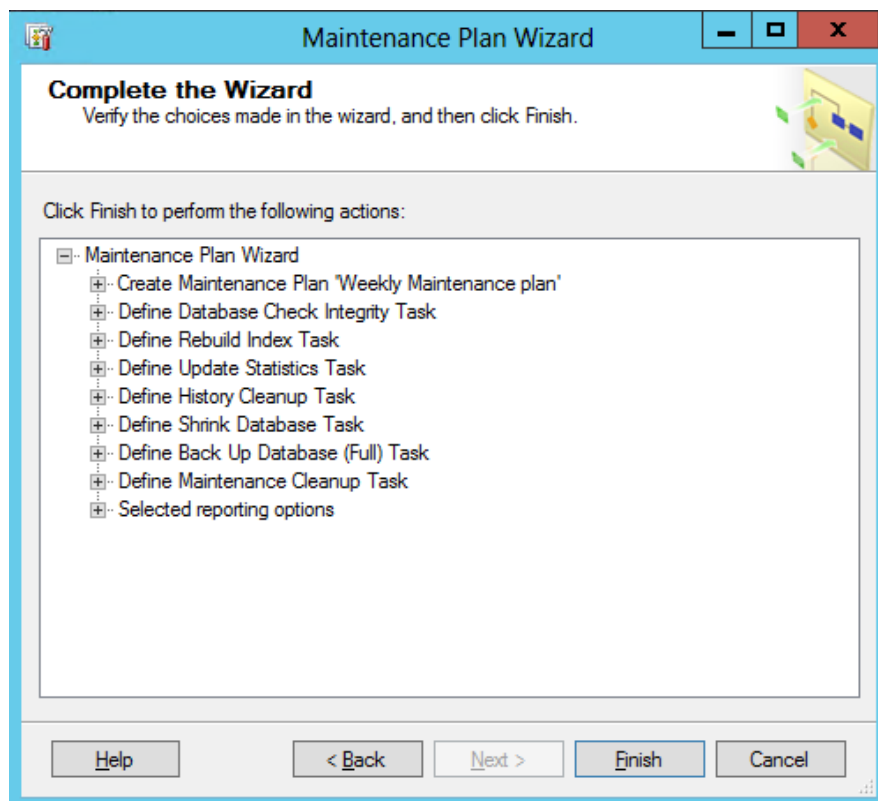 Maintenance Plan Wizard
Complete the Wizard
Verify the choices made in the wizard, and then click Finish.
Click Finish to perform the following actions:
Maintenance Plan Wizard
Create Maintenance Plan 'Weekly Maintenance plan'
Define Database Check Integrity Task
Define Rebuild Index Task
Define Update Statistics Task
Define History Cleanup Task
Define Shrink Database Task
Define Back Up Database (Full) Task
Define Maintenance Cleanup Task
Selected reporting options
Help < Back Next > Finish Cancel